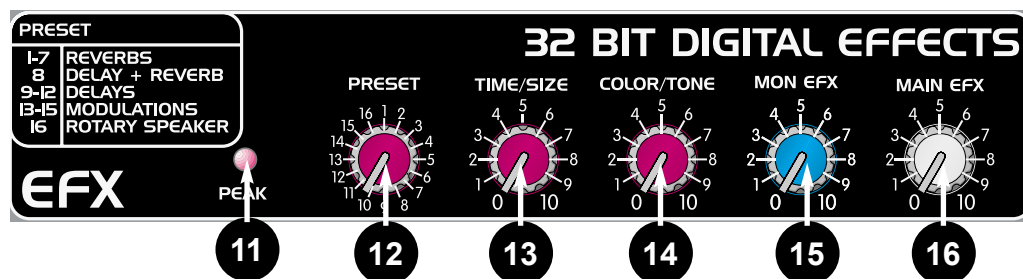 PRESET
1-7 REVERBS
8 DELAY + REVERB
9-12 DELAYS
13-15 MODULATIONS
16 ROTARY SPEAKER
EFX
PEAK
32 BIT DIGITAL EFFECTS
PRESET
1 2 3 4 5 6 7 8 9 10 11 12 13 14 15 16
TIME/SIZE
0 1 2 3 4 5 6 7 8 9 10
COLOR/TONE
0 1 2 3 4 5 6 7 8 9 10
MON EFX
0 1 2 3 4 5 6 7 8 9 10
MAIN EFX
0 1 2 3 4 5 6 7 8 9 10
11 12 13 14 15 16